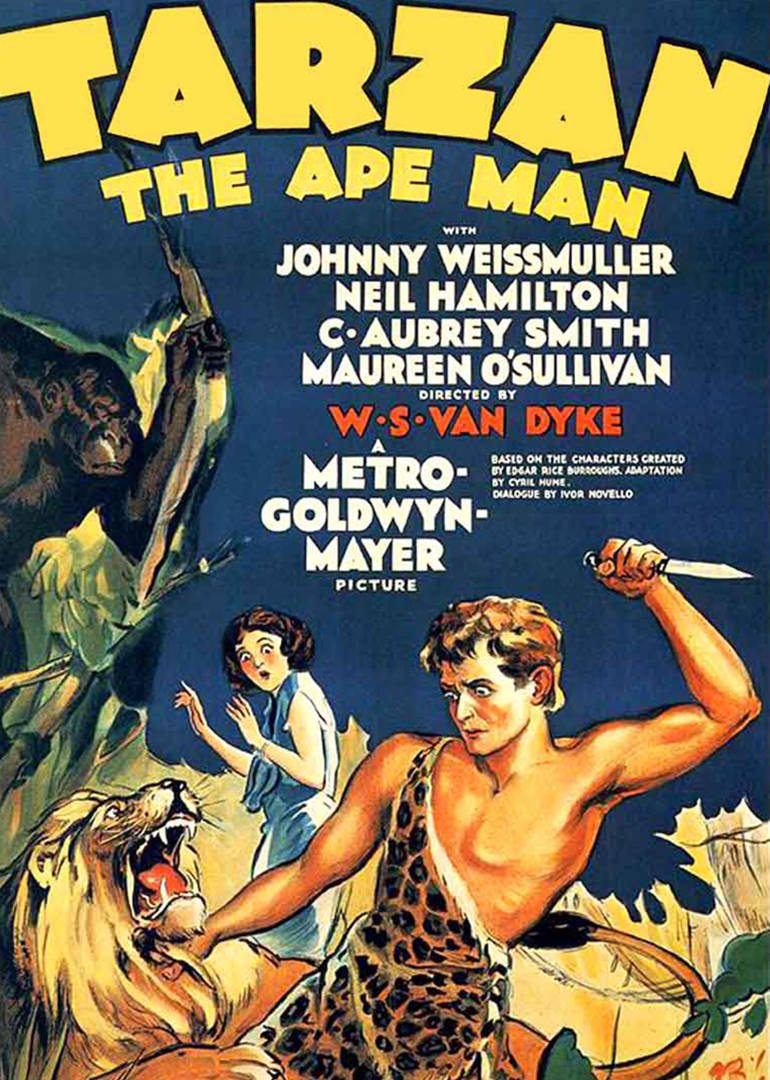 TARZAN
THE APE MAN
WITH
JOHNNY WEISSMULLER
NEIL HAMILTON
C·AUBREY SMITH
MAUREEN O'SULLIVAN
DIRECTED BY
W·S·VAN DYKE
A
METRO-
GOLDWYN-
MAYER
PICTURE
BASED ON THE CHARACTERS CREATED
BY EDGAR RICE BURROUGHS. ADAPTATION
BY CYRIL HUME.
DIALOGUE BY IVOR NOVELLO